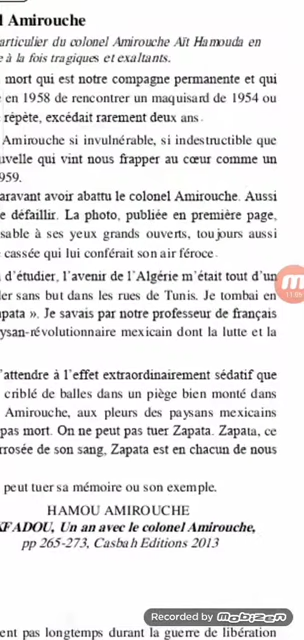 l Amirouche
articulier du colonel Amirouche Aït Hamouda en
e à la fois tragiques et exaltants.
mort qui est notre compagne permanente et qui
e en 1958 de rencontrer un maquisard de 1954 ou
répète, excédait rarement deux ans.
Amirouche si invulnérable, si indestructible que
uvelle qui vint nous frapper au cœur comme un
959.
aravant avoir abattu le colonel Amirouche. Aussi
e défaillir. La photo, publiée en première page,
sable à ses yeux grands ouverts, toujours aussi
cassée qui lui conférait son air féroce.
d'étudier, l'avenir de l'Algérie m'était tout d'un
ler sans but dans les rues de Tunis. Je tombai en
apata ». Je savais par notre professeur de français
ysan-révolutionnaire mexicain dont la lutte et la
'attendre à l'effet extraordinairement sédatif que
criblé de balles dans un piège bien monté dans
Amirouche, aux pleurs des paysans mexicains
pas mort. On ne peut pas tuer Zapata. Zapata, ce
rrosée de son sang, Zapata est en chacun de nous
peut tuer sa mémoire ou son exemple.
HAMOU AMIROUCHE
KFADOU, Un an avec le colonel Amirouche,
pp 265-273, Casbah Editions 2013
Recorded by Mobizen
ent pas longtemps durant la guerre de libération